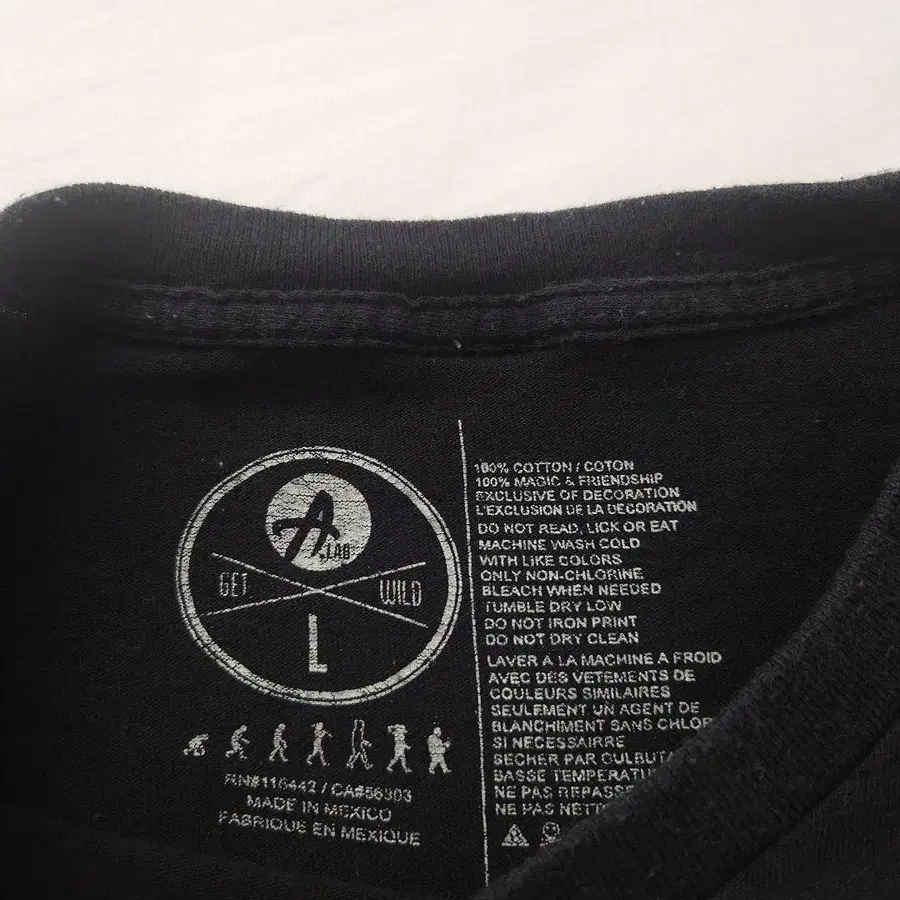 A.LAB
GET WILD
L
RN#116442 / CA#56303
MADE IN MEXICO
FABRIQUE EN MEXIQUE
100% COTTON / COTON
100% MAGIC & FRIENDSHIP
EXCLUSIVE OF DECORATION
L'EXCLUSION DE LA DECORATION
DO NOT READ, LICK OR EAT
MACHINE WASH COLD
WITH LIKE COLORS
ONLY NON-CHLORINE
BLEACH WHEN NEEDED
TUMBLE DRY LOW
DO NOT IRON PRINT
DO NOT DRY CLEAN
LAVER A LA MACHINE A FROID
AVEC DES VETEMENTS DE
COULEURS SIMILAIRES
SEULEMENT UN AGENT DE
BLANCHIMENT SANS CHLOR
SI NECESSAIRRE
SECHER PAR CULBUTA
BASSE TEMPERATU
NE PAS REPASSE
NE PAS NETT